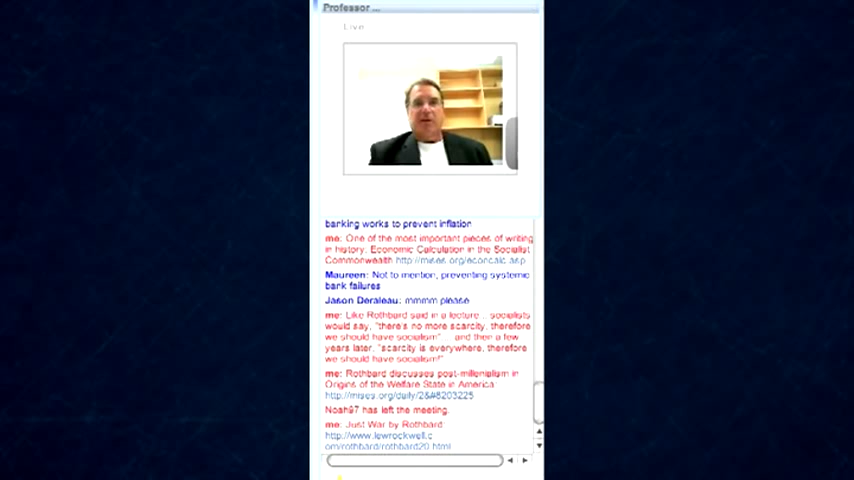 Professor ...
Live
banking works to prevent inflation
me: One of the most important pieces of writing
in history: Economic Calculation in the Socialist
Commonwealth http://mises.org/econcalc.asp
Maureen: Not to mention, preventing systemic
bank failures
Jason Deraleau: mmmm please
me: Like Rothbard said in a lecture... socialists
would say, "there's no more scarcity, therefore
we should have socialism" ... and then a few
years later, "scarcity is everywhere, therefore
we should have socialism!"
me: Rothbard discusses post-millenialism in
Origins of the Welfare State in America:
http://mises.org/daily/2&#8203225
Noah97 has left the meeting.
me: Just War by Rothbard:
http://www.lewrockwell.c
om/rothbard/rothbard20.html